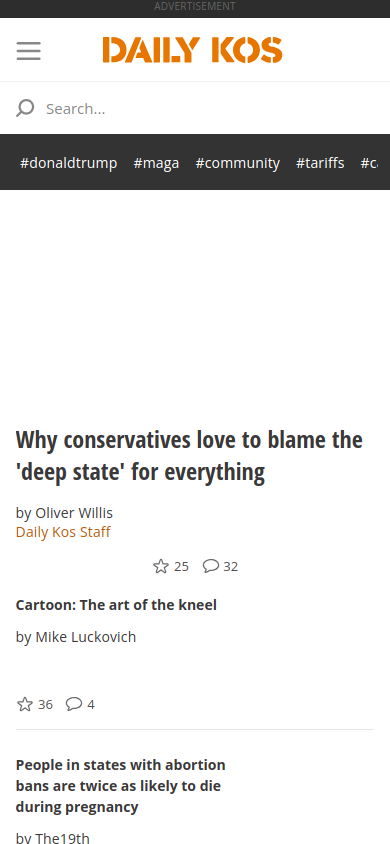 ADVERTISEMENT
DAILY KOS
Search...
#donaldtrump #maga #community #tariffs
Why conservatives love to blame the
'deep state' for everything
by Oliver Willis
Daily Kos Staff
25 32
Cartoon: The art of the kneel
by Mike Luckovich
36 4
People in states with abortion
bans are twice as likely to die
during pregnancy
by The19th